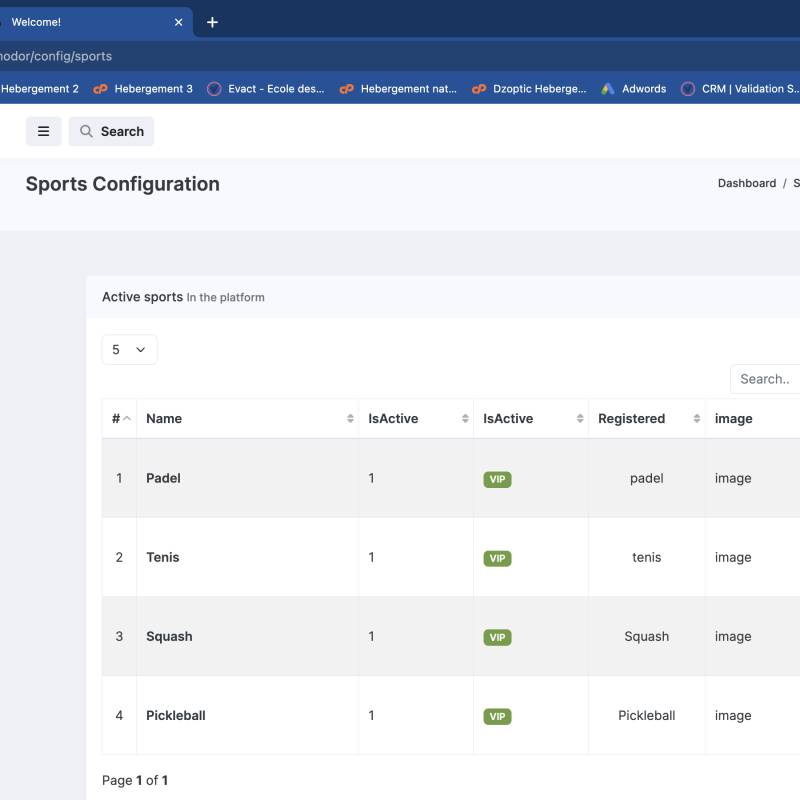 Welcome!
nodor/config/sports
Hebergement 2 Hebergement 3 Evact - Ecole des... Hebergement nat... Dzoptic Heberge... Adwords CRM | Validation S...
Search
Sports Configuration
Dashboard / S
Active sports In the platform
5
Search..
# Name IsActive IsActive Registered image
1 Padel 1 VIP padel image
2 Tenis 1 VIP tenis image
3 Squash 1 VIP Squash image
4 Pickleball 1 VIP Pickleball image
Page 1 of 1